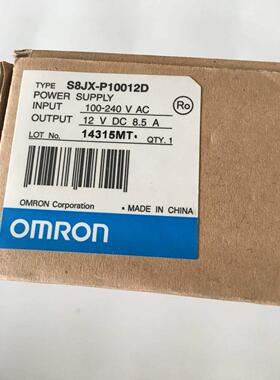 TYPE S8JX-P10012D
POWER SUPPLY
INPUT 100-240 V AC
OUTPUT 12 V DC 8.5 A
Ro
LOT No. 14315MT QTY. 1
OMRON Corporation • MADE IN CHINA
OMRON